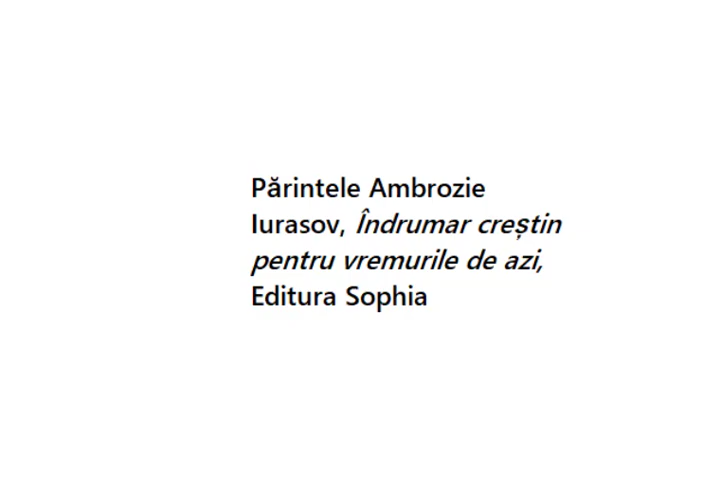 Părintele Ambrozie
Iurasov, Îndrumar creștin
pentru vremurile de azi,
Editura Sophia